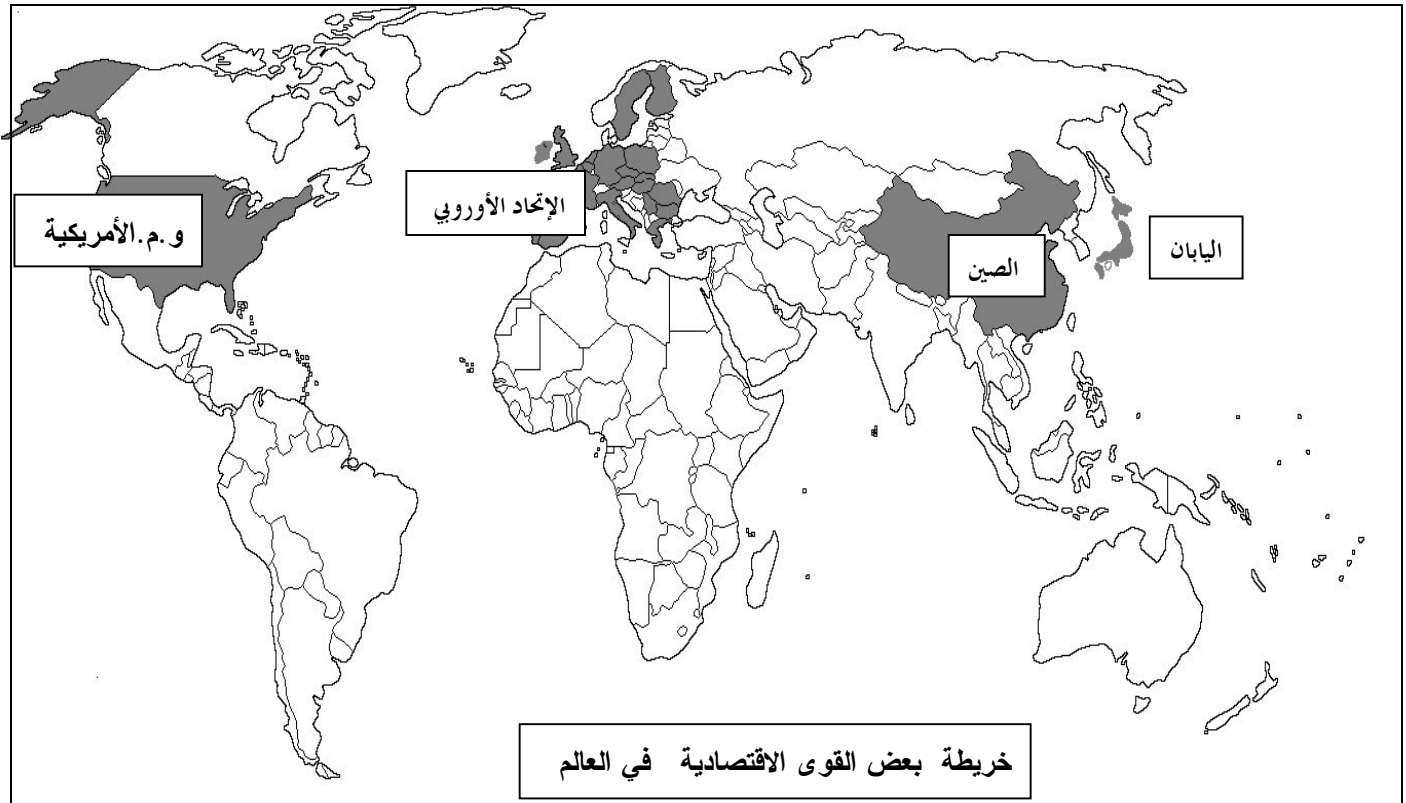 و.م.الأمريكية
الإتحاد الأوروبي
الصين
اليابان
خريطة بعض القوى الاقتصادية في العالم